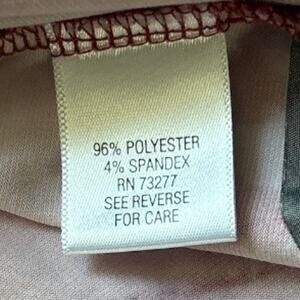 96% POLYESTER
4% SPANDEX
RN 73277
SEE REVERSE
FOR CARE